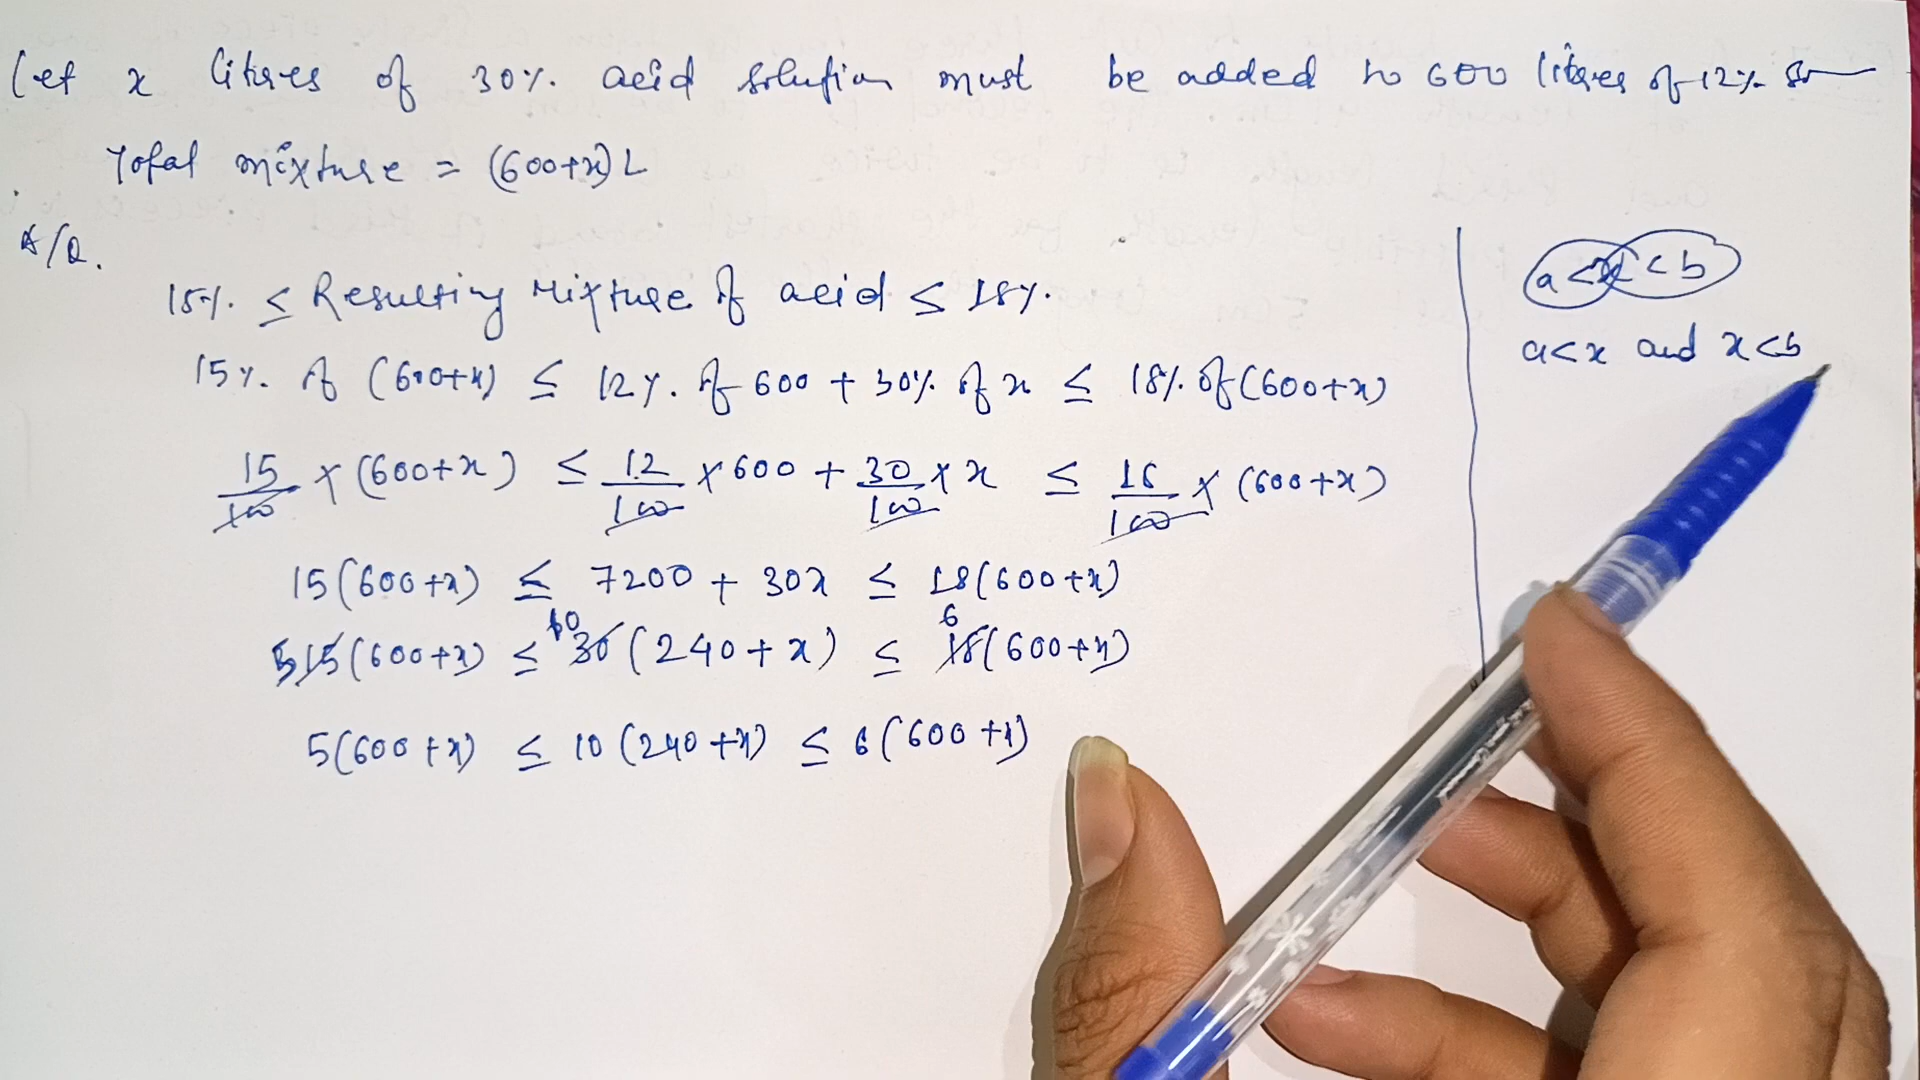 Let x litres of 30% acid solution must be added to 600 litres of 12% So
Total mixture = (600+x) L
A/Q.
15% ≤ Resulting Mixture of acid ≤ 18%.
15% of (600+x) ≤ 12% of 600 + 30% of x ≤ 18% of (600+x)
15/100 × (600+x) ≤ 12/100 × 600 + 30/100 × x ≤ 18/100 × (600+x)
15(600+x) ≤ 7200 + 30x ≤ 18(600+x)
5 15(600+x) ≤ 10 30(240+x) ≤ 6 18(600+x)
5(600+x) ≤ 10(240+x) ≤ 6(600+x)
a<x<b
a<x and x<b